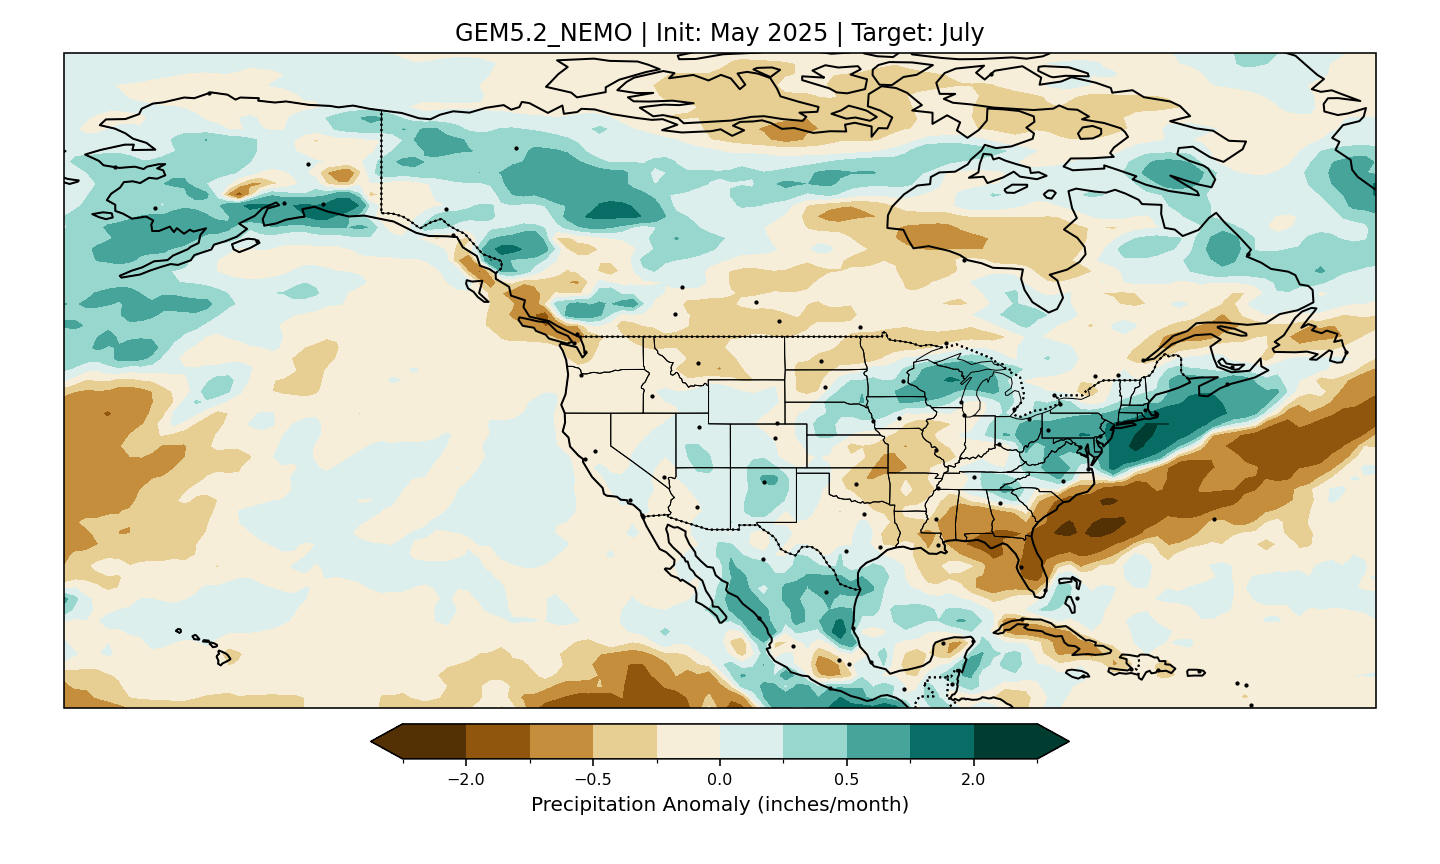 GEM5.2_NEMO | Init: May 2025 | Target: July
−2.0 −0.5 0.0 0.5 2.0
Precipitation Anomaly (inches/month)